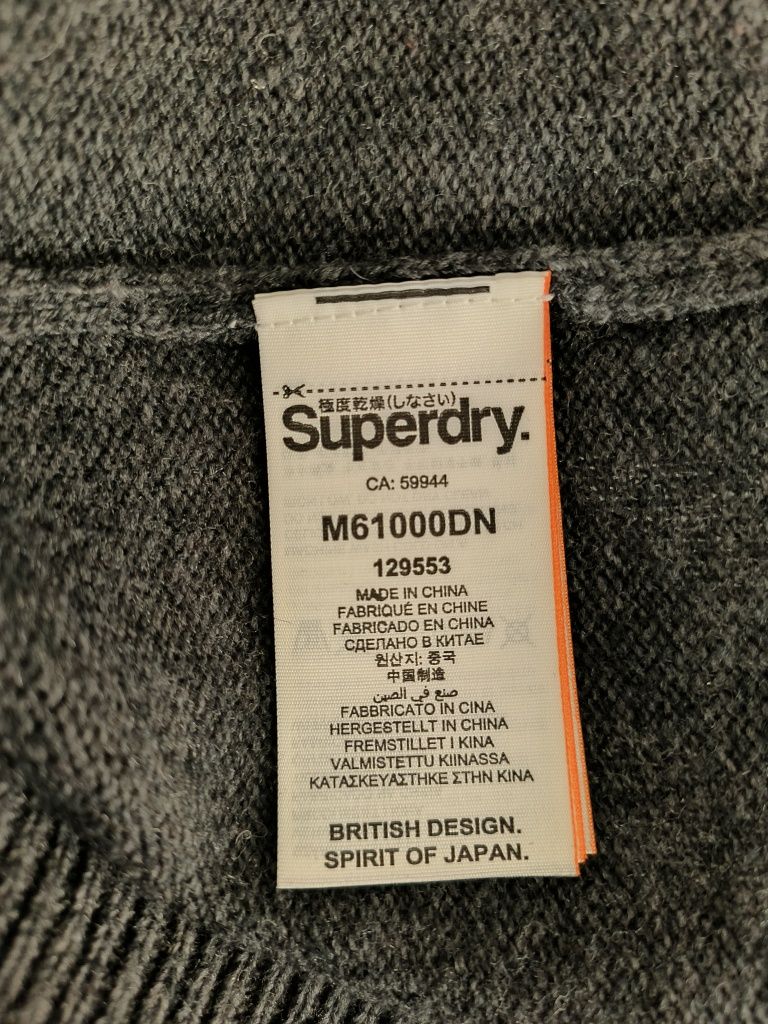 極度乾燥(しなさい)
Superdry.
CA: 59944
M61000DN
129553
MADE IN CHINA
FABRIQUÉ EN CHINE
FABRICADO EN CHINA
СДЕЛАНО В КИТАЕ
원산지: 중국
中国制造
صنع في الصين
FABBRICATO IN CINA
HERGESTELLT IN CHINA
FREMSTILLET I KINA
VALMISTETTU KIINASSA
ΚΑΤΑΣΚΕΥΑΣΤΗΚΕ ΣΤΗΝ ΚΙΝΑ
BRITISH DESIGN.
SPIRIT OF JAPAN.